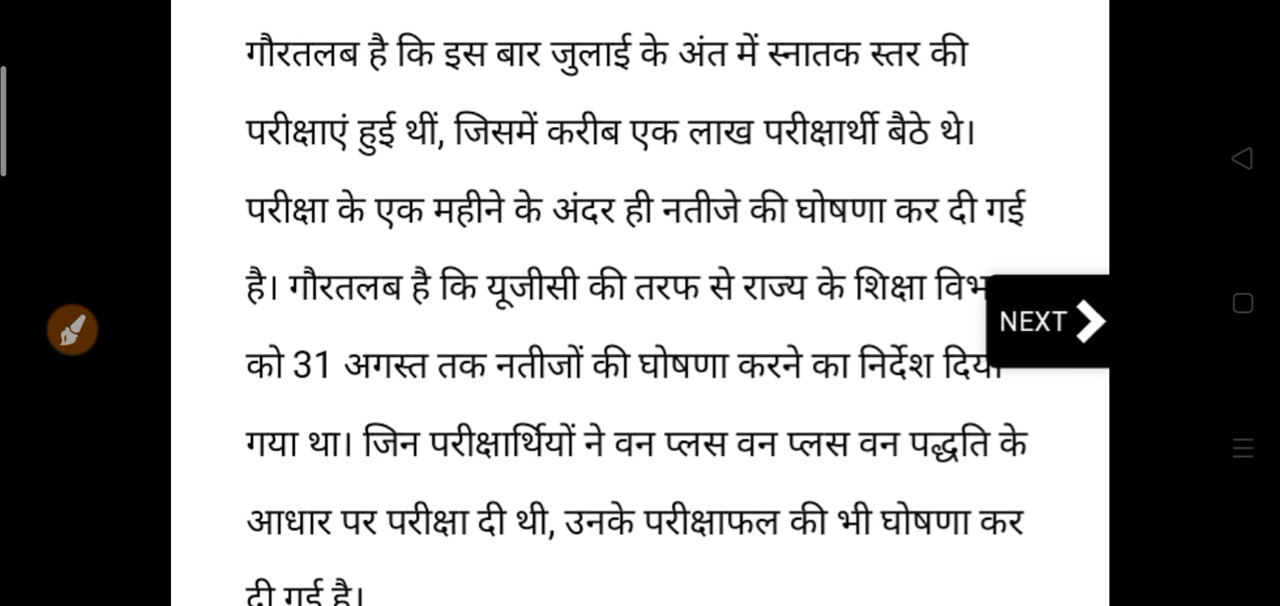 गौरतलब है कि इस बार जुलाई के अंत में स्नातक स्तर की
परीक्षाएं हुई थीं, जिसमें करीब एक लाख परीक्षार्थी बैठे थे।
परीक्षा के एक महीने के अंदर ही नतीजे की घोषणा कर दी गई
है। गौरतलब है कि यूजीसी की तरफ से राज्य के शिक्षा
NEXT
को 31 अगस्त तक नतीजों की घोषणा करने का निर्देश दिया
गया था। जिन परीक्षार्थियों ने वन प्लस वन प्लस वन पद्धति के
आधार पर परीक्षा दी थी, उनके परीक्षाफल की भी घोषणा कर
दी गई है।